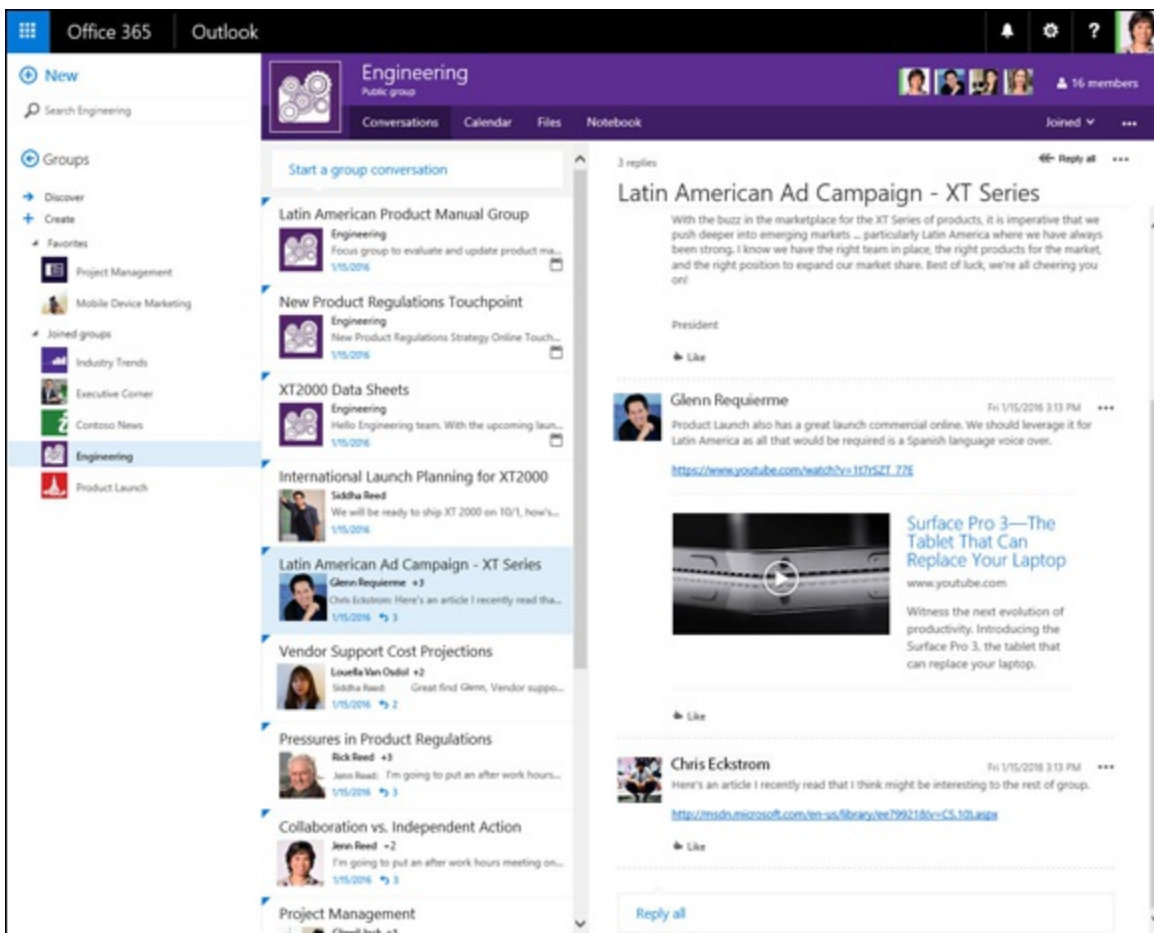 Office 365
Outlook
?
New
Search Engineering
Groups
Discover
Create
Favorites
Project Management
Mobile Device Marketing
Joined groups
Industry Trends
Executive Corner
Contoso News
Engineering
Product Launch
Engineering
Public group
16 members
Conversations Calendar Files Notebook
Joined
Start a group conversation
Latin American Product Manual Group
Engineering
Focus group to evaluate and update product ma...
1/15/2016
New Product Regulations Touchpoint
Engineering
New Product Regulations Strategy Online Touch...
1/15/2016
XT2000 Data Sheets
Engineering
Hello Engineering team. With the upcoming laun...
1/15/2016
International Launch Planning for XT2000
Siddha Reed
We will be ready to ship XT 2000 on 10/1, how's...
1/15/2016
Latin American Ad Campaign - XT Series
Glenn Requierme +3
Chris Eckstrom: Here's an article I recently read tha...
1/15/2016 3
Vendor Support Cost Projections
Louella Van Osdol +2
Siddha Reed: Great find Glenn, Vendor suppo...
1/15/2016 2
Pressures in Product Regulations
Rick Reed +3
Jenn Reed: I'm going to put an after work hours...
1/15/2016 3
Collaboration vs. Independent Action
Jenn Reed +2
I'm going to put an after work hours meeting on...
1/15/2016 3
Project Management
3 replies
Reply all
Latin American Ad Campaign - XT Series
With the buzz in the marketplace for the XT Series of products, it is imperative that we
push deeper into emerging markets ... particularly Latin America where we have always
been strong. I know we have the right team in place, the right products for the market,
and the right position to expand our market share. Best of luck, we're all cheering you
on!
President
Like
Glenn Requierme
Fri 1/15/2016 3:13 PM
Product Launch also has a great launch commercial online. We should leverage it for
Latin America as all that would be required is a Spanish language voice over.
https://www.youtube.com/watch?v=1t7rSZT_77E
Surface Pro 3—The
Tablet That Can
Replace Your Laptop
www.youtube.com
Witness the next evolution of
productivity. Introducing the
Surface Pro 3, the tablet that
can replace your laptop.
Like
Chris Eckstrom
Fri 1/15/2016 3:13 PM
Here's an article I recently read that I think might be interesting to the rest of group.
http://msdn.microsoft.com/en-us/library/ee799218(v=CS.10).aspx
Like
Reply all